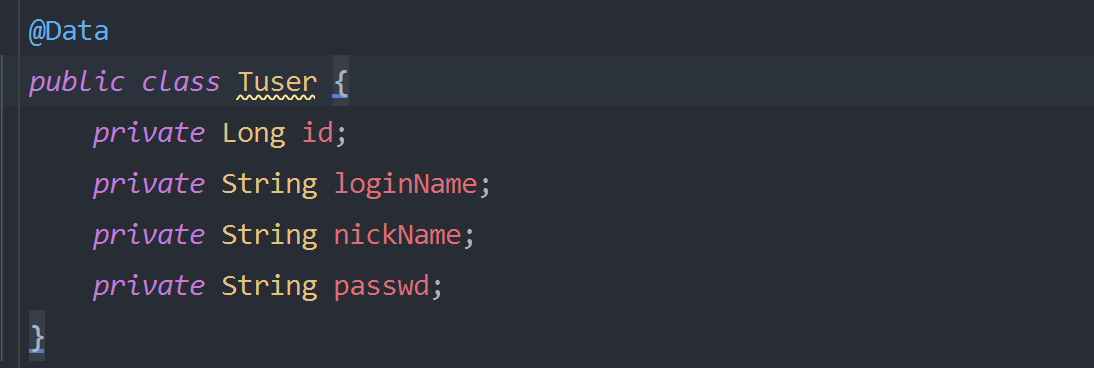 @Data
public class Tuser {
    private Long id;
    private String loginName;
    private String nickName;
    private String passwd;
}